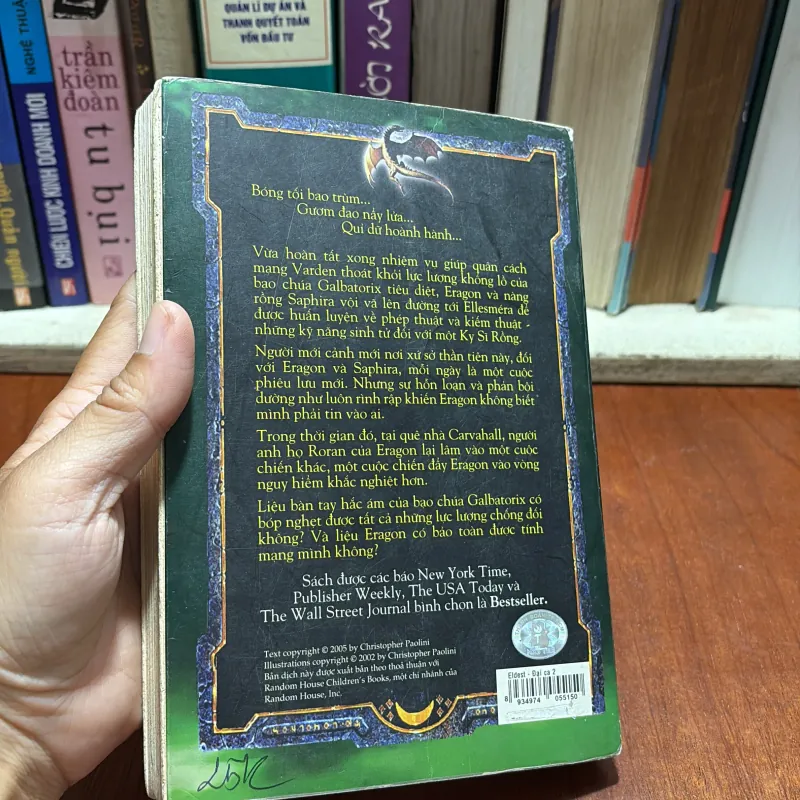 NGHỆ THUẬ
CHIẾN LƯỢC KINH DOANH MỚI
trần
kiêm
đoàn
tu bụi
QUẢN LÍ DỰ ÁN VÀ
THANH QUYẾT TOÁN
VỐN ĐẦU TƯ
Bóng tối bao trùm...
Gươm đao nẩy lửa...
Quỉ dữ hoành hành...
Vừa hoàn tất xong nhiệm vụ giúp quân cách
mạng Varden thoát khỏi lực lượng khổng lồ của
bạo chúa Galbatorix tiêu diệt, Eragon và nàng
rồng Saphira vội vã lên đường tới Ellesméra để
được huấn luyện về phép thuật và kiếm thuật -
những kỹ năng sinh tử đối với một Kỵ Sĩ Rồng.
Người mới cảnh mới nơi xứ sở thần tiên này, đối
với Eragon và Saphira, mỗi ngày là một cuộc
phiêu lưu mới. Nhưng sự hỗn loạn và phản bội
dường như luôn rình rập khiến Eragon không biết
mình phải tin vào ai.
Trong thời gian đó, tại quê nhà Carvahall, người
anh họ Roran của Eragon lại lâm vào một cuộc
chiến khác, một cuộc chiến đẩy Eragon vào vòng
nguy hiểm khắc nghiệt hơn.
Liệu bàn tay hắc ám của bạo chúa Galbatorix có
bóp nghẹt được tất cả những lực lượng chống đối
không? Và liệu Eragon có bảo toàn được tính
mạng mình không?
Sách được các báo New York Time,
Publisher Weekly, The USA Today và
The Wall Street Journal bình chọn là Bestseller.
Text copyright © 2005 by Christopher Paolini
Illustrations copyright © 2002 by Christopher Paolini
Bản dịch này được xuất bản theo thoả thuận với
Random House Children's Books, một chi nhánh của
Random House, Inc.
Eldest - Đại ca 2
8 934974 055150
25K